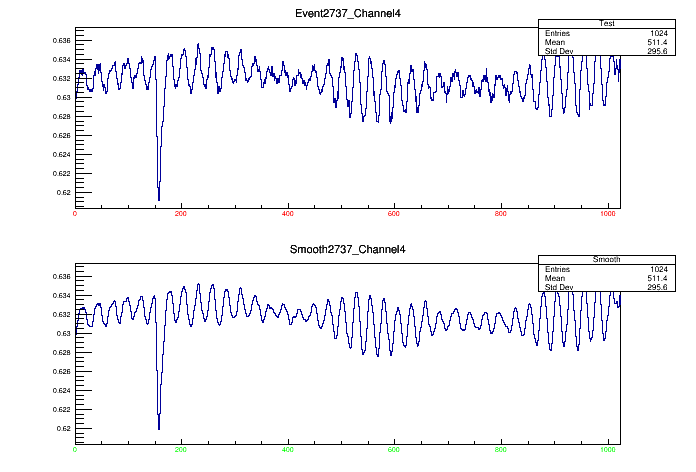 Event2737_Channel4
Test
Entries 1024
Mean 511.4
Std Dev 295.6
0.636
0.634
0.632
0.63
0.628
0.626
0.624
0.622
0.62
0 200 400 600 800 1000
Smooth2737_Channel4
Smooth
Entries 1024
Mean 511.4
Std Dev 295.6
0.636
0.634
0.632
0.63
0.628
0.626
0.624
0.622
0.62
0 200 400 600 800 1000